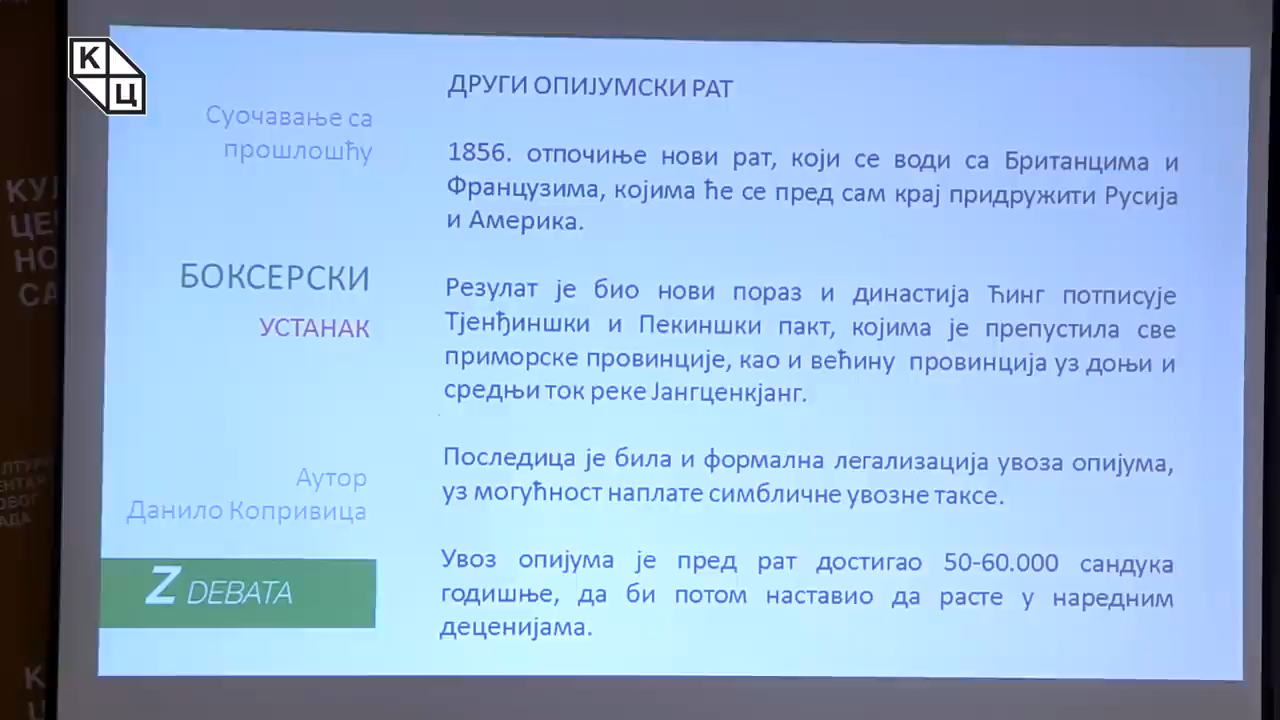 К
Ц
Суочавање са
прошлошћу
БОКСЕРСКИ
УСТАНАК
Аутор
Данило Копривица
Z DEBATA
ДРУГИ ОПИЈУМСКИ РАТ
1856. отпочиње нови рат, који се води са Британцима и
Французима, којима ће се пред сам крај придружити Русија
и Америка.
Резулат је био нови пораз и династија Ћинг потписује
Тјенђиншки и Пекиншки пакт, којима је препустила све
приморске провинције, као и већину провинција уз доњи и
средњи ток реке Јангценкјанг.
Последица је била и формална легализација увоза опијума,
уз могућност наплате симбличне увозне таксе.
Увоз опијума је пред рат достигао 50-60.000 сандука
годишње, да би потом наставио да расте у наредним
деценијама.
КУЛ
ЦЕ
НО
СА